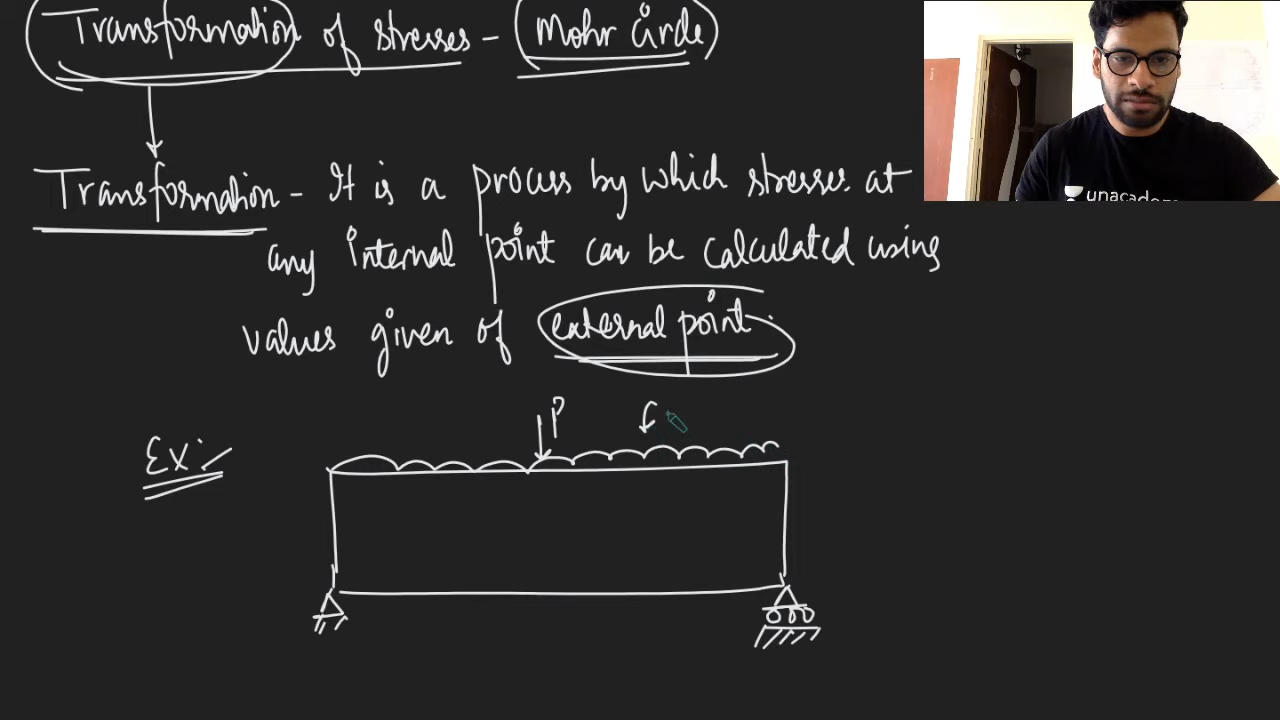 Transformation of stresses - Mohr Circle
Transformation - It is a process by which stresses at
any internal point can be calculated using
values given of external point.
P
Ex:-
unacademy